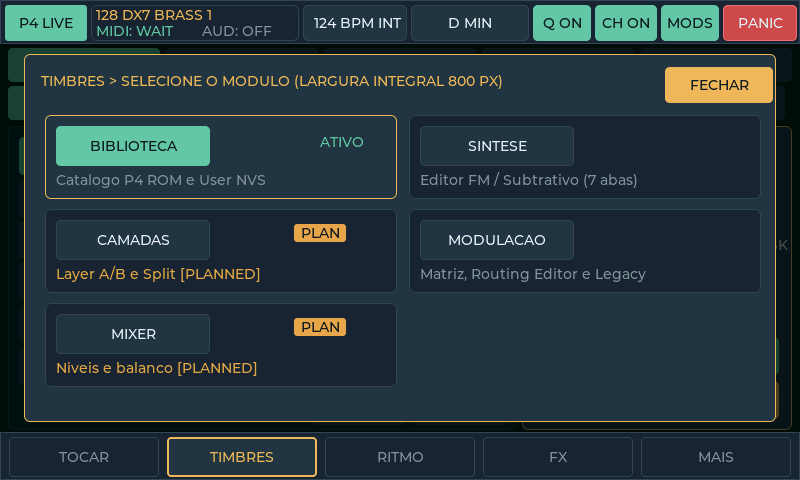 P4 LIVE
128 DX7 BRASS 1
MIDI: WAIT AUD: OFF
124 BPM INT
D MIN
Q ON
CH ON
MODS
PANIC
TIMBRES > SELECIONE O MODULO (LARGURA INTEGRAL 800 PX)
FECHAR
BIBLIOTECA
ATIVO
Catalogo P4 ROM e User NVS
SINTESE
Editor FM / Subtrativo (7 abas)
CAMADAS
PLAN
Layer A/B e Split [PLANNED]
MODULACAO
Matriz, Routing Editor e Legacy
MIXER
PLAN
Niveis e balanco [PLANNED]
TOCAR
TIMBRES
RITMO
FX
MAIS